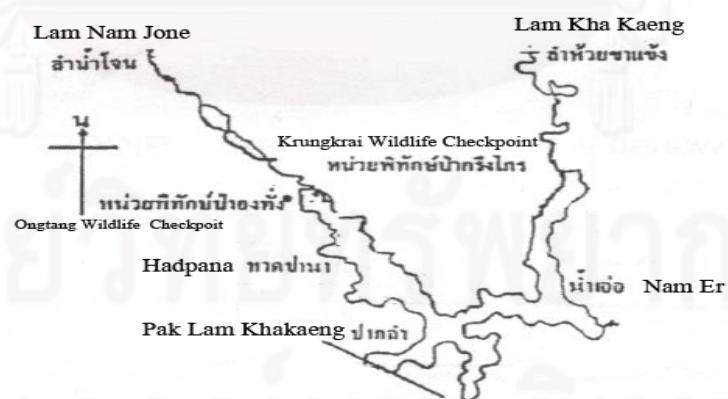 Lam Nam Jone
ลำน้ำโจน
Lam Kha Kaeng
ลำห้วยขาแข้ง
น
Krungkrai Wildlife Checkpoint
หน่วยพิทักษ์ป่ากรึงไกร
หน่วยพิทักษ์ป่าองทั่ง
Ongtang Wildlife Checkpoit
Hadpana หาดปานา
น้ำเอ่อ Nam Er
Pak Lam Khakaeng ปากลำ